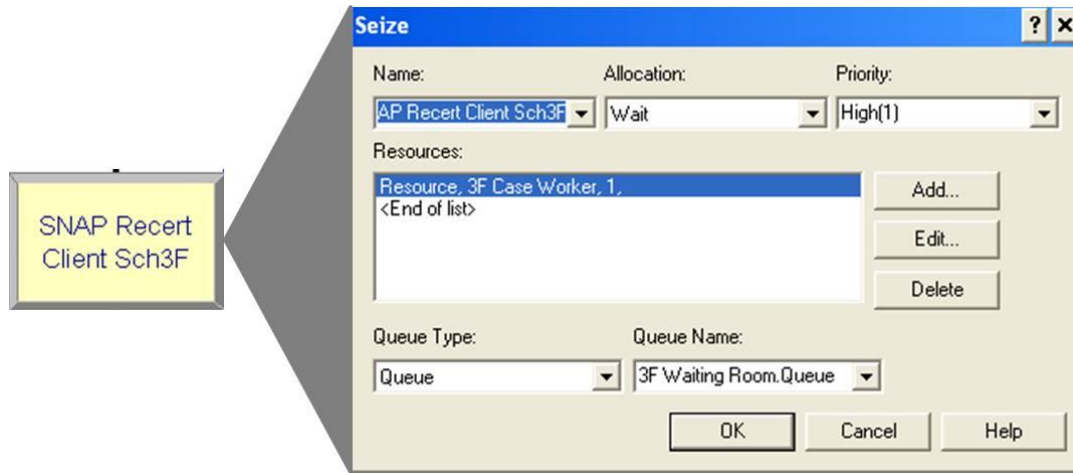 SNAP Recert
Client Sch3F
Seize
Name: Allocation: Priority:
AP Recert Client Sch3F Wait High(1)
Resources:
Resource, 3F Case Worker, 1,
<End of list>
Add...
Edit...
Delete
Queue Type: Queue Name:
Queue 3F Waiting Room.Queue
OK Cancel Help